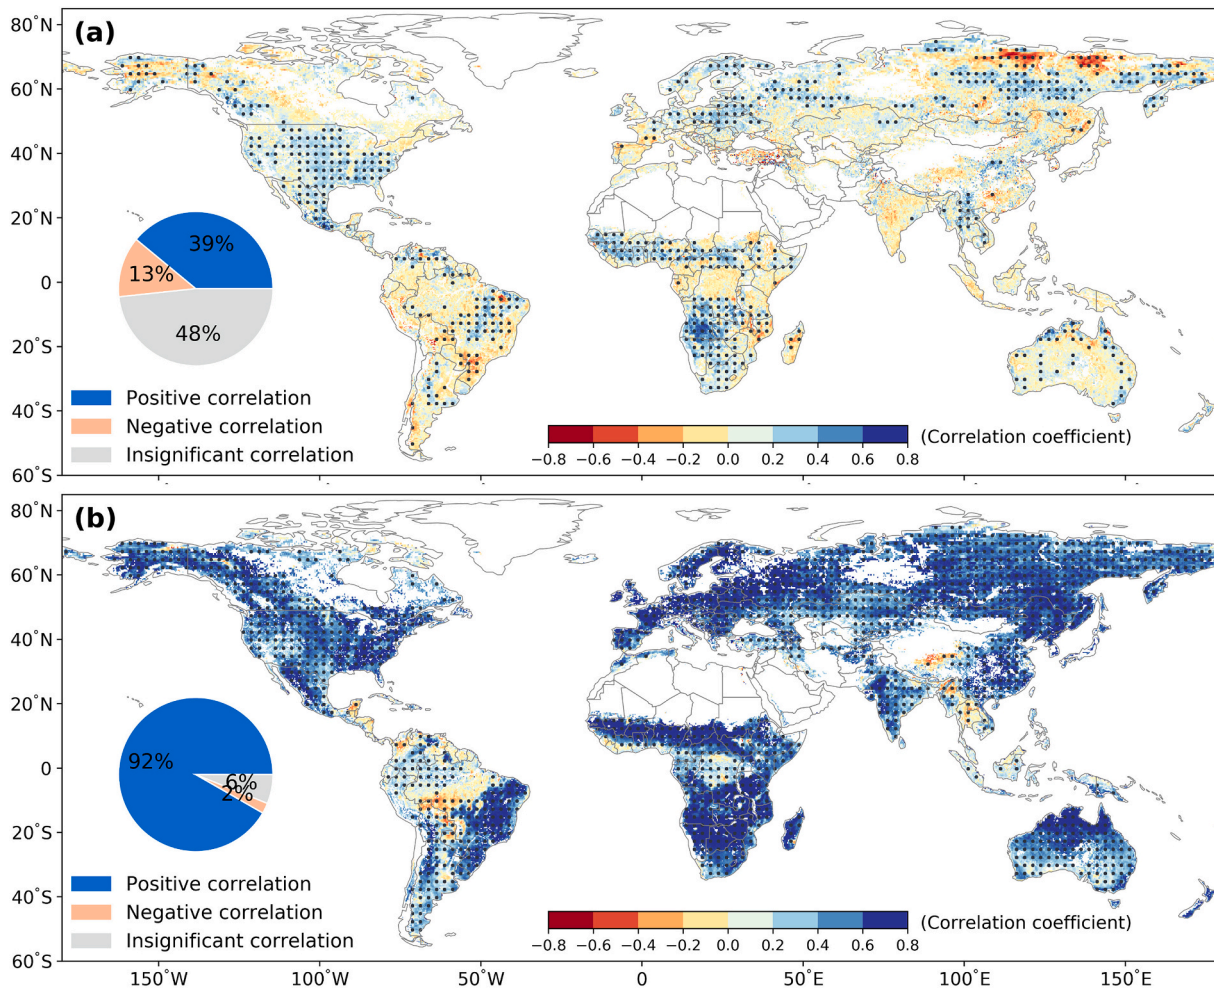 (a)
80°N
60°N
40°N
20°N
0
20°S
40°S
60°S
39%
13%
48%
Positive correlation
Negative correlation
Insignificant correlation
−0.8 −0.6 −0.4 −0.2 0.0 0.2 0.4 0.6 0.8
(Correlation coefficient)
(b)
80°N
60°N
40°N
20°N
0
20°S
40°S
60°S
92%
6%
2%
Positive correlation
Negative correlation
Insignificant correlation
−0.8 −0.6 −0.4 −0.2 0.0 0.2 0.4 0.6 0.8
(Correlation coefficient)
150°W 100°W 50°W 0 50°E 100°E 150°E